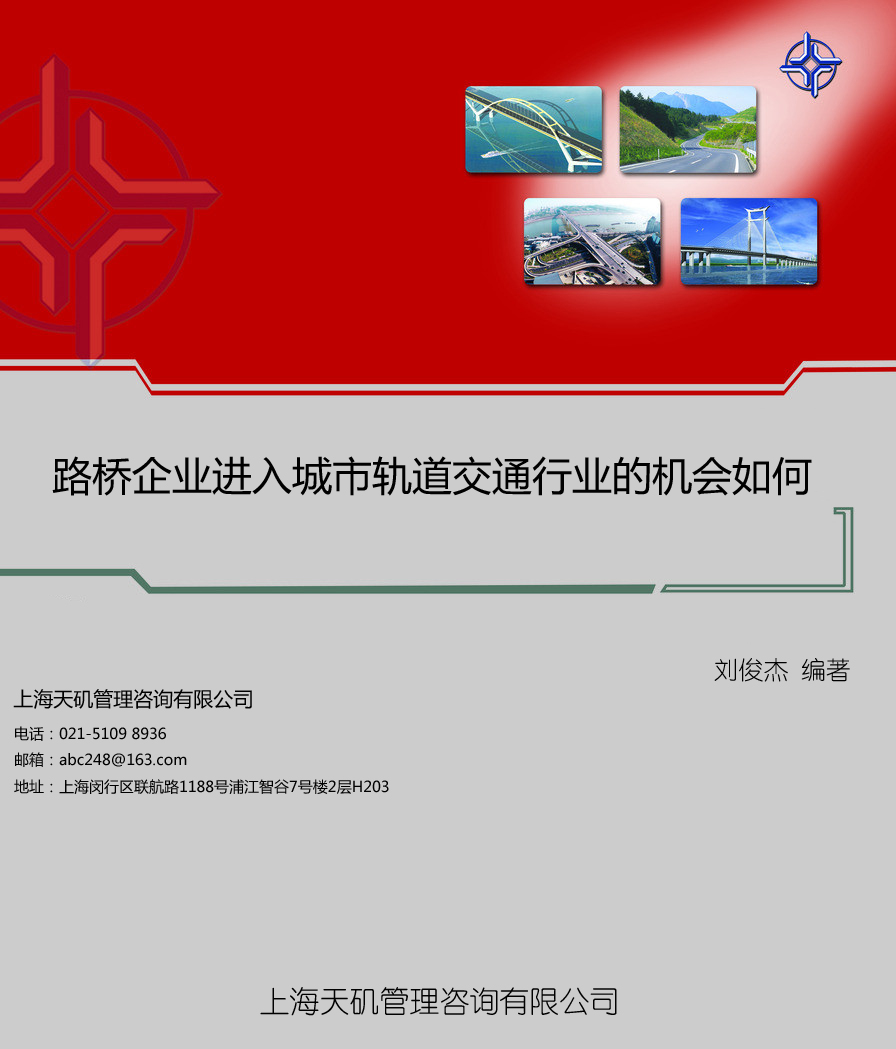 路桥企业进入城市轨道交通行业的机会如何
刘俊杰 编著
上海天矶管理咨询有限公司
电话：021-5109 8936
邮箱：abc248@163.com
地址：上海闵行区联航路1188号浦江智谷7号楼2层H203
上海天矶管理咨询有限公司